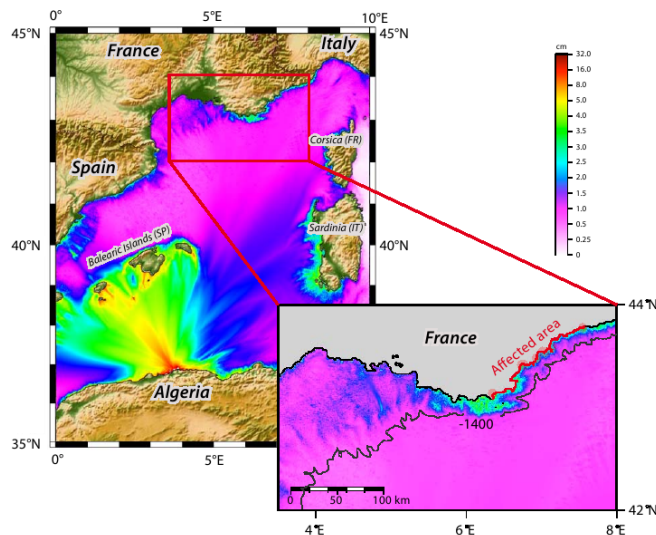 0° 5°E 10°E
45°N 45°N
France
Italy
Corsica (FR)
Spain
Sardinia (IT)
Balearic Islands (SP)
40°N 40°N
Algeria
35°N
0° 5°E
cm
32.0
16.0
8.0
4.0
3.5
3.0
2.5
2.0
1.5
1.0
0.5
0.25
0
44°N
France
Affected area
-1400
0 50 100 km
42°N
4°E 6°E 8°E